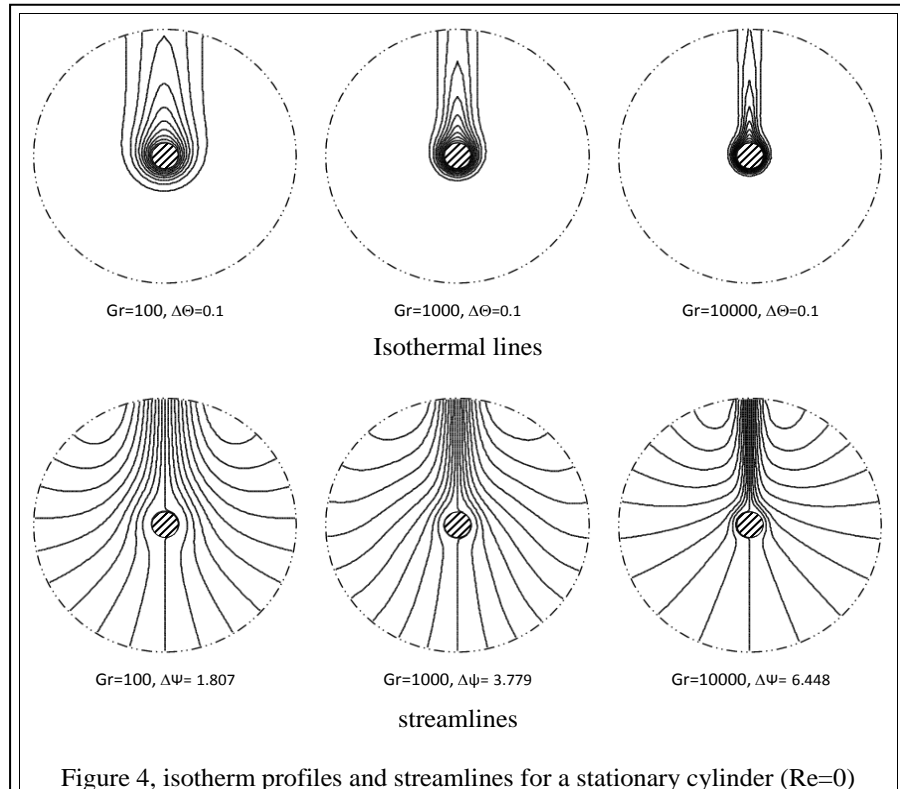 Gr=100, ΔΘ=0.1 Gr=1000, ΔΘ=0.1 Gr=10000, ΔΘ=0.1
Isothermal lines
Gr=100, ΔΨ= 1.807 Gr=1000, Δψ= 3.779 Gr=10000, ΔΨ= 6.448
streamlines
Figure 4, isotherm profiles and streamlines for a stationary cylinder (Re=0)